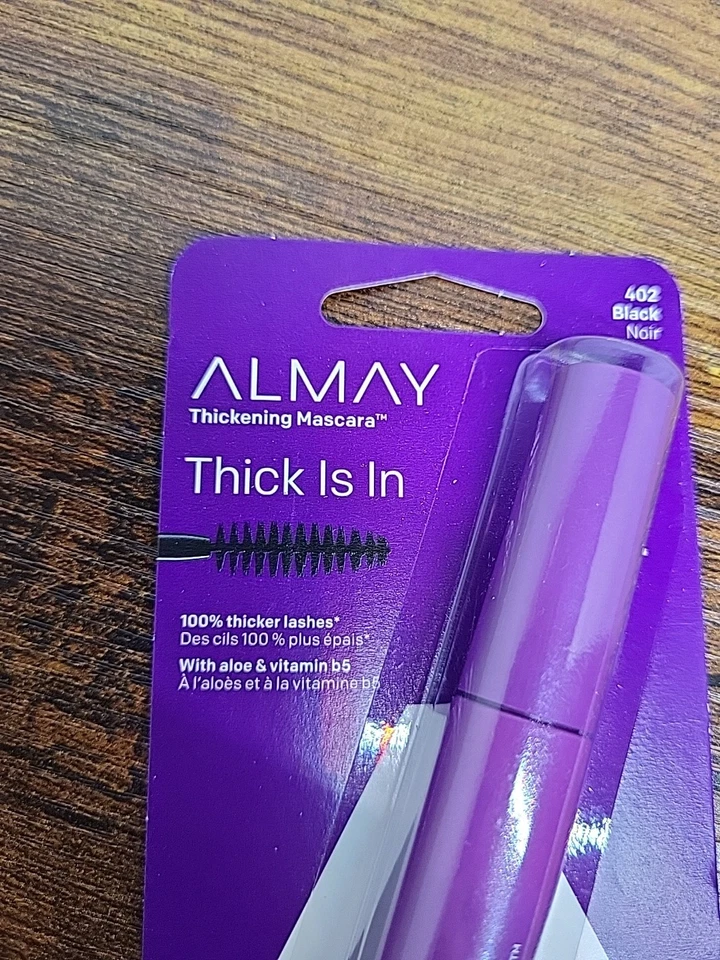 402
Black
Noir
ALMAY
Thickening Mascara™
Thick Is In
100% thicker lashes*
Des cils 100 % plus épais*
With aloe & vitamin b5
À l'aloès et à la vitamine b5